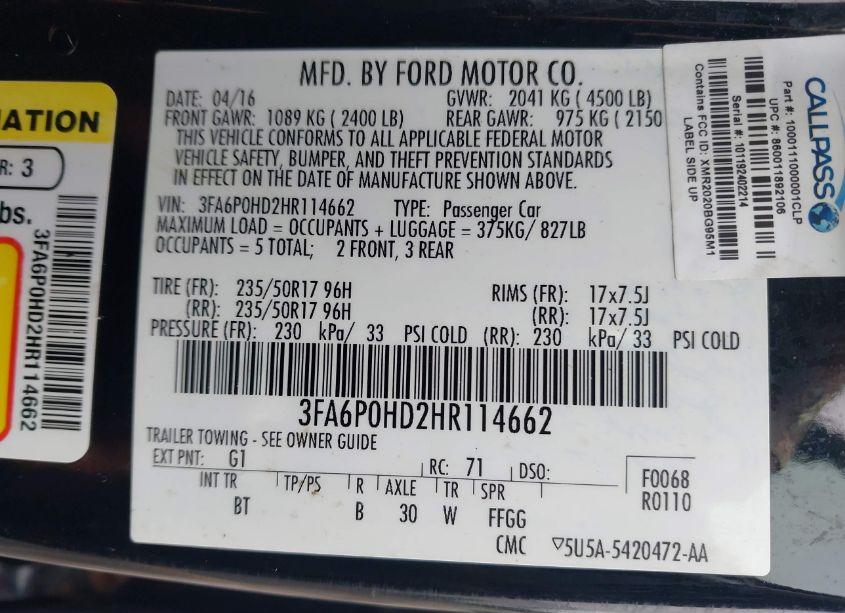 MFD. BY FORD MOTOR CO.
DATE: 04/16 GVWR: 2041 KG ( 4500 LB)
FRONT GAWR: 1089 KG ( 2400 LB) REAR GAWR: 975 KG ( 2150
THIS VEHICLE CONFORMS TO ALL APPLICABLE FEDERAL MOTOR
VEHICLE SAFETY, BUMPER, AND THEFT PREVENTION STANDARDS
IN EFFECT ON THE DATE OF MANUFACTURE SHOWN ABOVE.
VIN: 3FA6P0HD2HR114662 TYPE: Passenger Car
MAXIMUM LOAD = OCCUPANTS + LUGGAGE = 375KG/ 827LB
OCCUPANTS = 5 TOTAL; 2 FRONT, 3 REAR
TIRE (FR): 235/50R17 96H RIMS (FR): 17x7.5J
(RR): 235/50R17 96H (RR): 17x7.5J
PRESSURE (FR): 230 kPa/ 33 PSI COLD (RR): 230 kPa/ 33 PSI COLD
3FA6P0HD2HR114662
TRAILER TOWING - SEE OWNER GUIDE
EXT PNT: G1 RC: 71 DSO:
INT TR TP/PS R AXLE TR SPR
BT B 30 W FFGG
F0068
R0110
CMC ▽5U5A-5420472-AA
ATION
R: 3
bs.
3FA6P0HD2HR114662
CALLPASS
Part #: 1000111000001CLP
UPC #: 860011892106
Serial #: 101192402214
Contains FCC ID: XMR2020BG95M1
LABEL SIDE UP